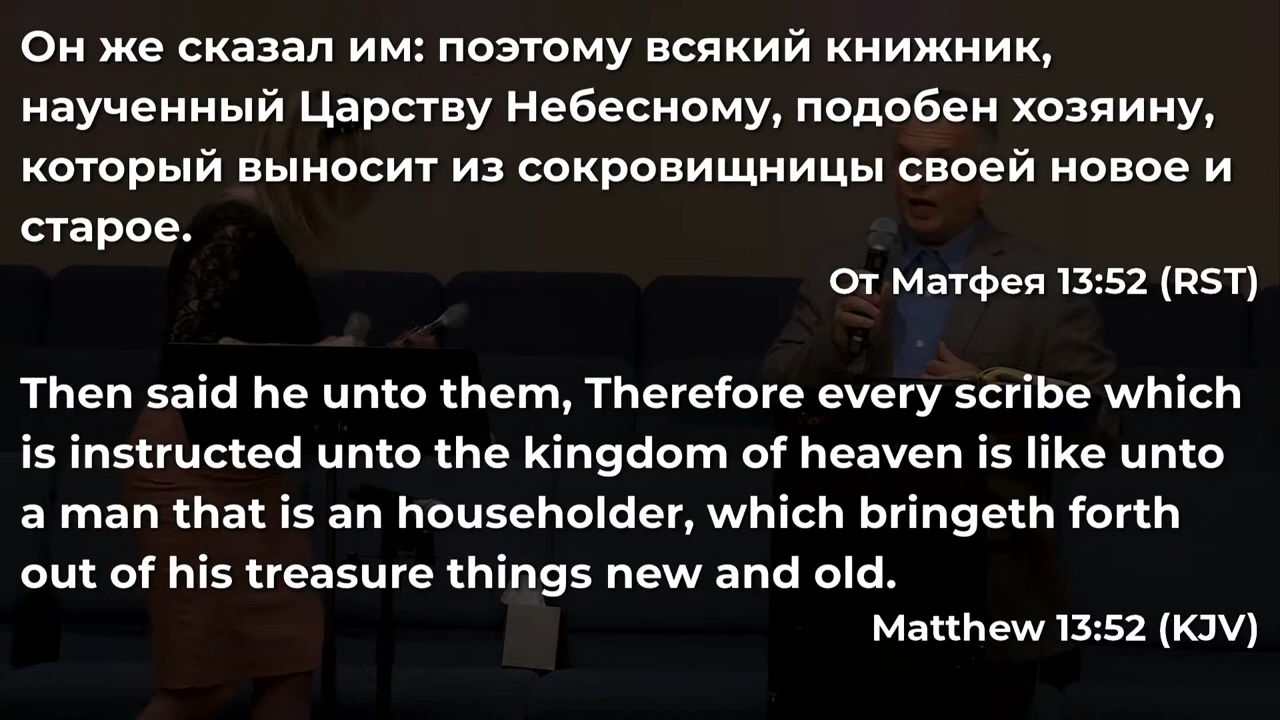 Он же сказал им: поэтому всякий книжник,
наученный Царству Небесному, подобен хозяину,
который выносит из сокровищницы своей новое и
старое.
От Матфея 13:52 (RST)
Then said he unto them, Therefore every scribe which
is instructed unto the kingdom of heaven is like unto
a man that is an householder, which bringeth forth
out of his treasure things new and old.
Matthew 13:52 (KJV)